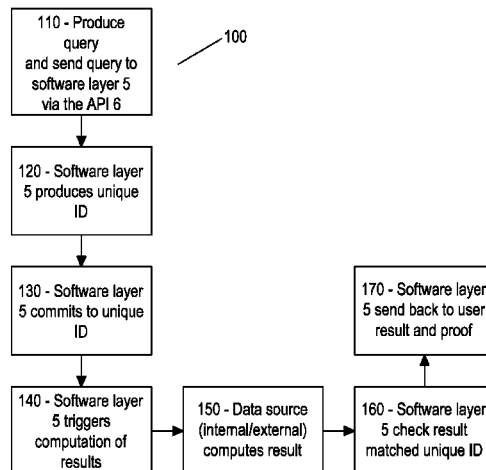 110 - Produce
query
and send query to
software layer 5
via the API 6
100
120 - Software layer
5 produces unique
ID
130 - Software layer
5 commits to unique
ID
140 - Software layer
5 triggers
computation of
results
150 - Data source
(internal/external)
computes result
160 - Software layer
5 check result
matched unique ID
170 - Software layer
5 send back to user
result and proof